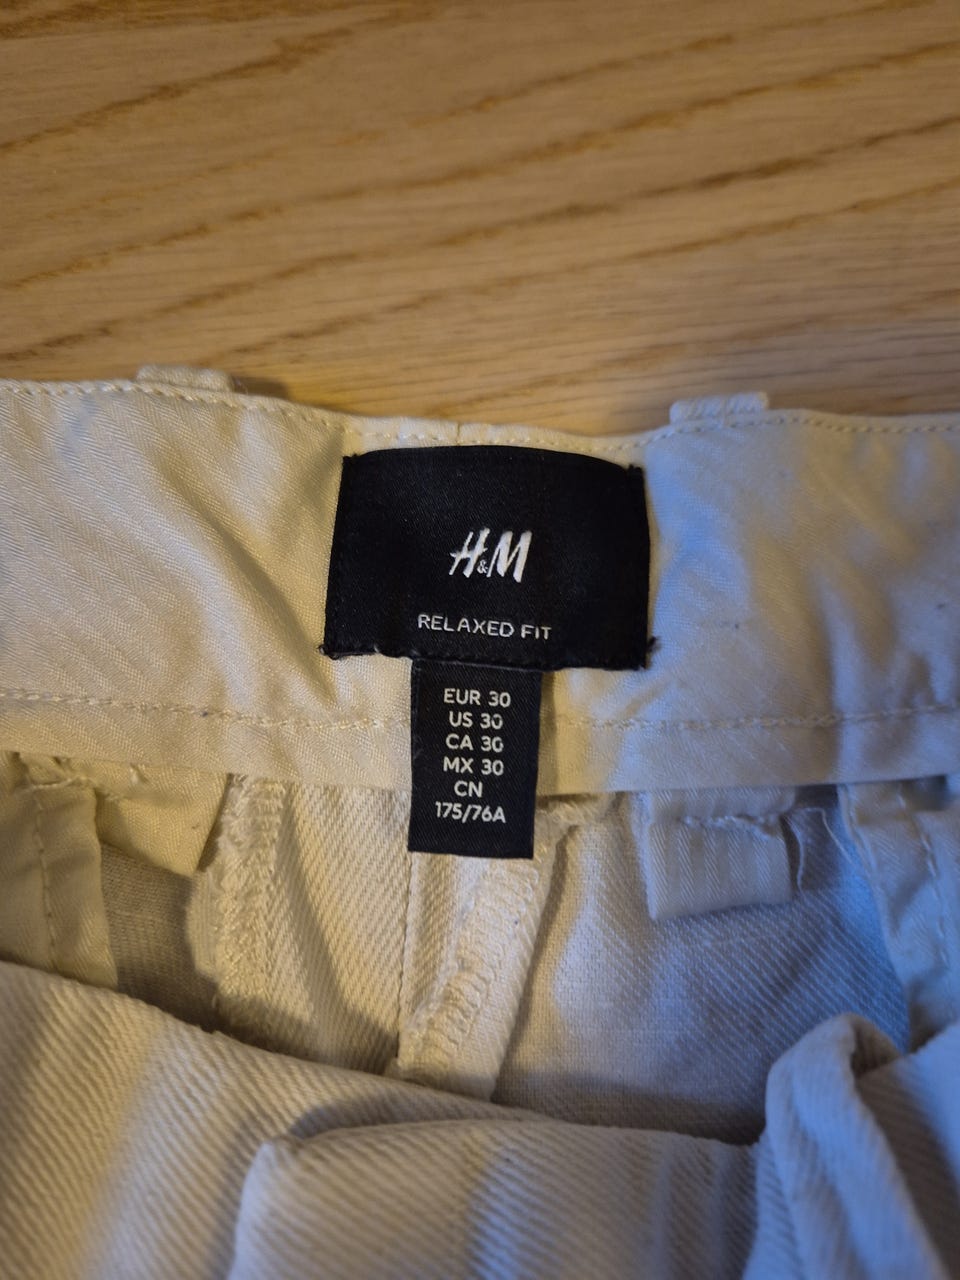 H&M
RELAXED FIT
EUR 30
US 30
CA 30
MX 30
CN
175/76A